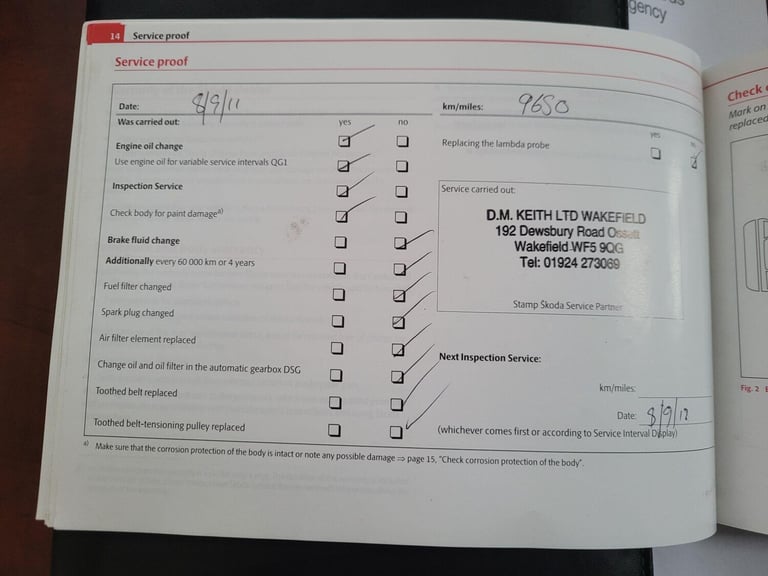 gency
14 Service proof
Service proof
Date: 8/9/11
km/miles: 9650
Was carried out: yes no
Engine oil change
Use engine oil for variable service intervals QG1
Inspection Service
Check body for paint damage a)
Brake fluid change
Additionally every 60 000 km or 4 years
Fuel filter changed
Spark plug changed
Air filter element replaced
Change oil and oil filter in the automatic gearbox DSG
Toothed belt replaced
Toothed belt-tensioning pulley replaced
yes no
Replacing the lambda probe
Service carried out:
D.M. KEITH LTD WAKEFIELD
192 Dewsbury Road Ossett
Wakefield WF5 9QG
Tel: 01924 273069
Stamp Škoda Service Partner
Next Inspection Service:
km/miles:
Date: 8/9/12
(whichever comes first or according to Service Interval Display)
a) Make sure that the corrosion protection of the body is intact or note any possible damage ⇒ page 15, "Check corrosion protection of the body".
Check
Mark on
replaced
Fig. 2